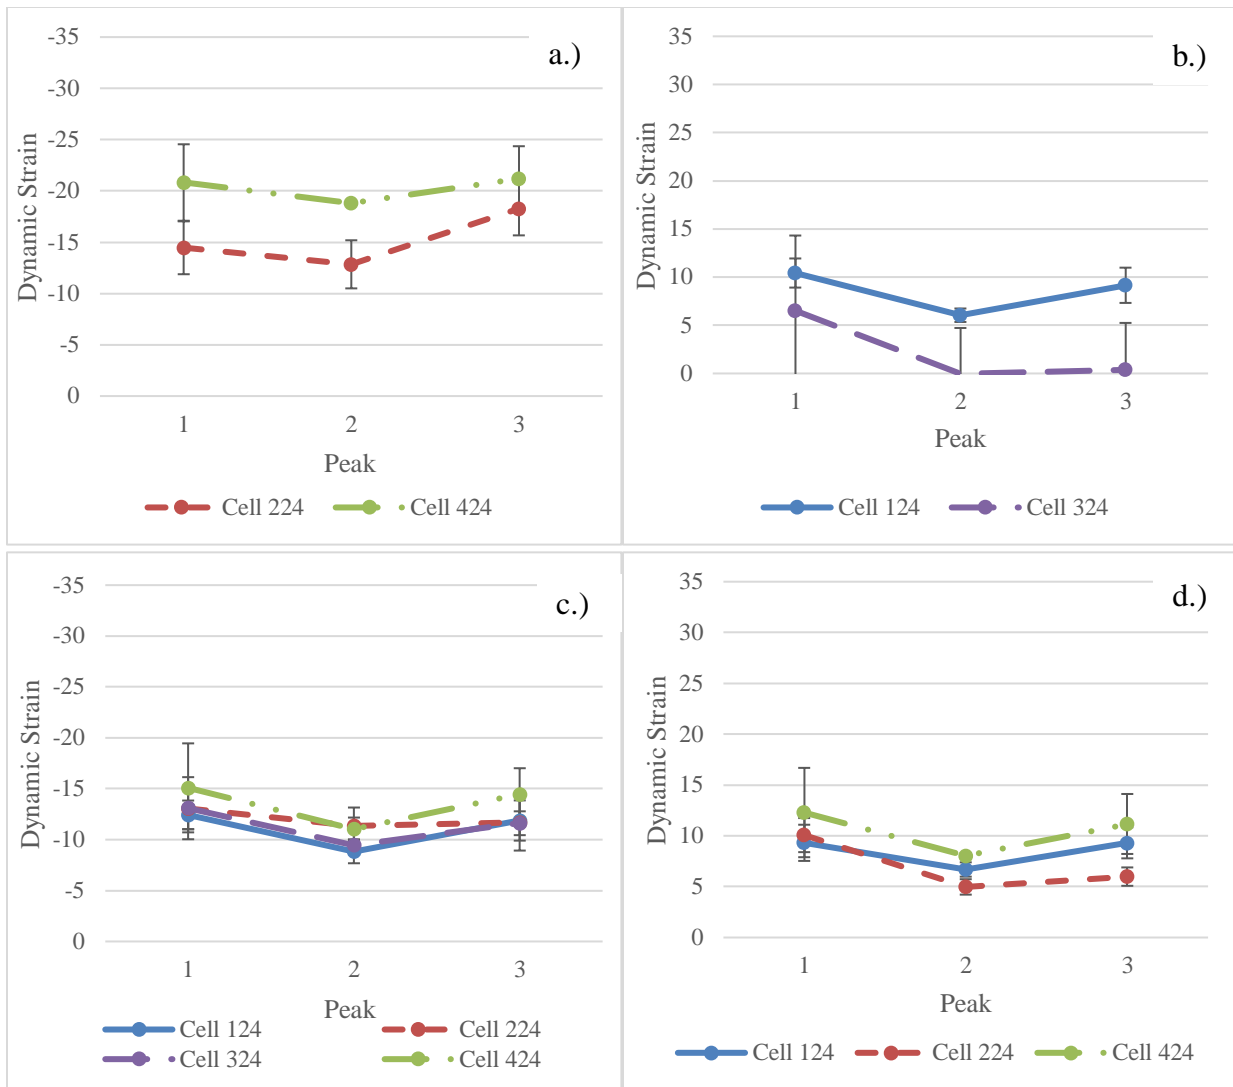 a.)
Dynamic Strain
-35
-30
-25
-20
-15
-10
-5
0
1 2 3
Peak
Cell 224 Cell 424
b.)
Dynamic Strain
35
30
25
20
15
10
5
0
1 2 3
Peak
Cell 124 Cell 324
c.)
Dynamic Strain
-35
-30
-25
-20
-15
-10
-5
0
1 2 3
Peak
Cell 124 Cell 224
Cell 324 Cell 424
d.)
Dynamic Strain
35
30
25
20
15
10
5
0
1 2 3
Peak
Cell 124 Cell 224 Cell 424